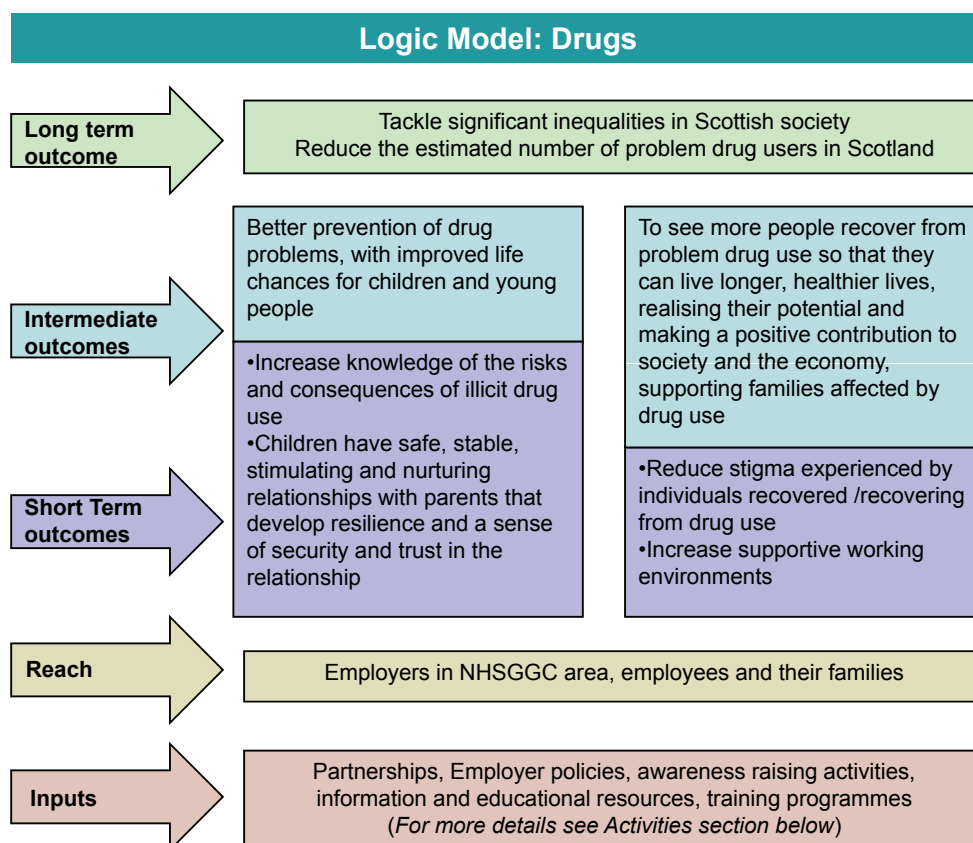 Logic Model: Drugs
Long term
outcome
Tackle significant inequalities in Scottish society
Reduce the estimated number of problem drug users in Scotland
Intermediate
outcomes
Better prevention of drug
problems, with improved life
chances for children and young
people
To see more people recover from
problem drug use so that they
can live longer, healthier lives,
realising their potential and
making a positive contribution to
society and the economy,
supporting families affected by
drug use
Short Term
outcomes
•Increase knowledge of the risks
and consequences of illicit drug
use
•Children have safe, stable,
stimulating and nurturing
relationships with parents that
develop resilience and a sense
of security and trust in the
relationship
•Reduce stigma experienced by
individuals recovered /recovering
from drug use
•Increase supportive working
environments
Reach
Employers in NHSGGC area, employees and their families
Inputs
Partnerships, Employer policies, awareness raising activities,
information and educational resources, training programmes
(For more details see Activities section below)